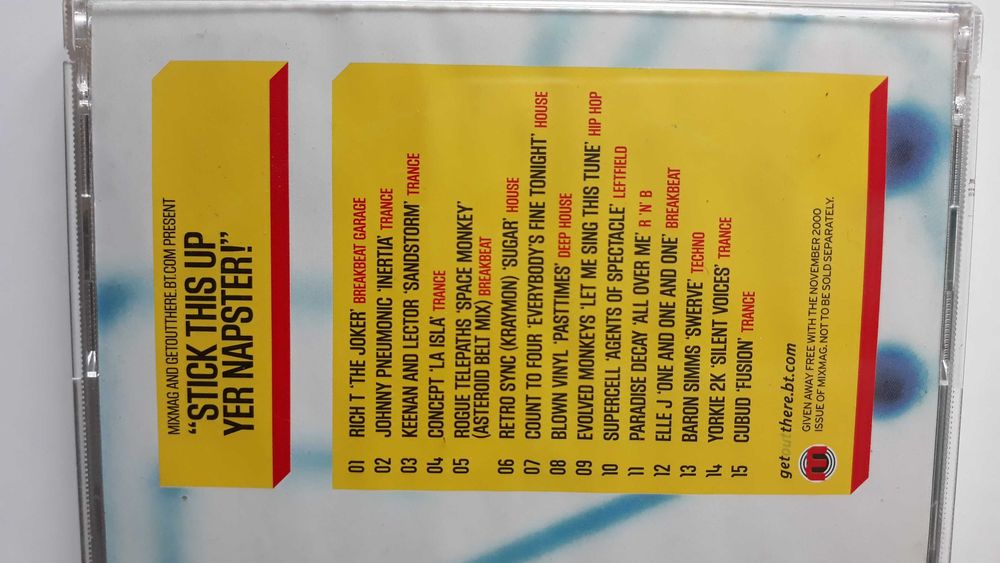 MIXMAG AND GETOUTTHERE.BT.COM PRESENT
"STICK THIS UP
YER NAPSTER!"
01 RICH T 'THE JOKER' BREAKBEAT GARAGE
02 JOHNNY PNEUMONIC 'INERTIA' TRANCE
03 KEENAN AND LECTOR 'SANDSTORM' TRANCE
04 CONCEPT 'LA ISLA' TRANCE
05 ROGUE TELEPATHS 'SPACE MONKEY'
(ASTEROID BELT MIX) BREAKBEAT
06 RETRO SYNC (KRAYMON) 'SUGAR' HOUSE
07 COUNT TO FOUR 'EVERYBODY'S FINE TONIGHT' HOUSE
08 BLOWN VINYL 'PASTTIMES' DEEP HOUSE
09 EVOLVED MONKEYS 'LET ME SING THIS TUNE' HIP HOP
10 SUPERCELL 'AGENTS OF SPECTACLE' LEFTFIELD
11 PARADISE DECAY 'ALL OVER ME' R 'N' B
12 ELLE J 'ONE AND ONE AND ONE' BREAKBEAT
13 BARON SIMMS 'SWERVE' TECHNO
14 YORKIE 2K 'SILENT VOICES' TRANCE
15 CUBUD 'FUSION' TRANCE
getoutthere.bt.com
GIVEN AWAY FREE WITH THE NOVEMBER 2000
ISSUE OF MIXMAG. NOT TO BE SOLD SEPARATELY.